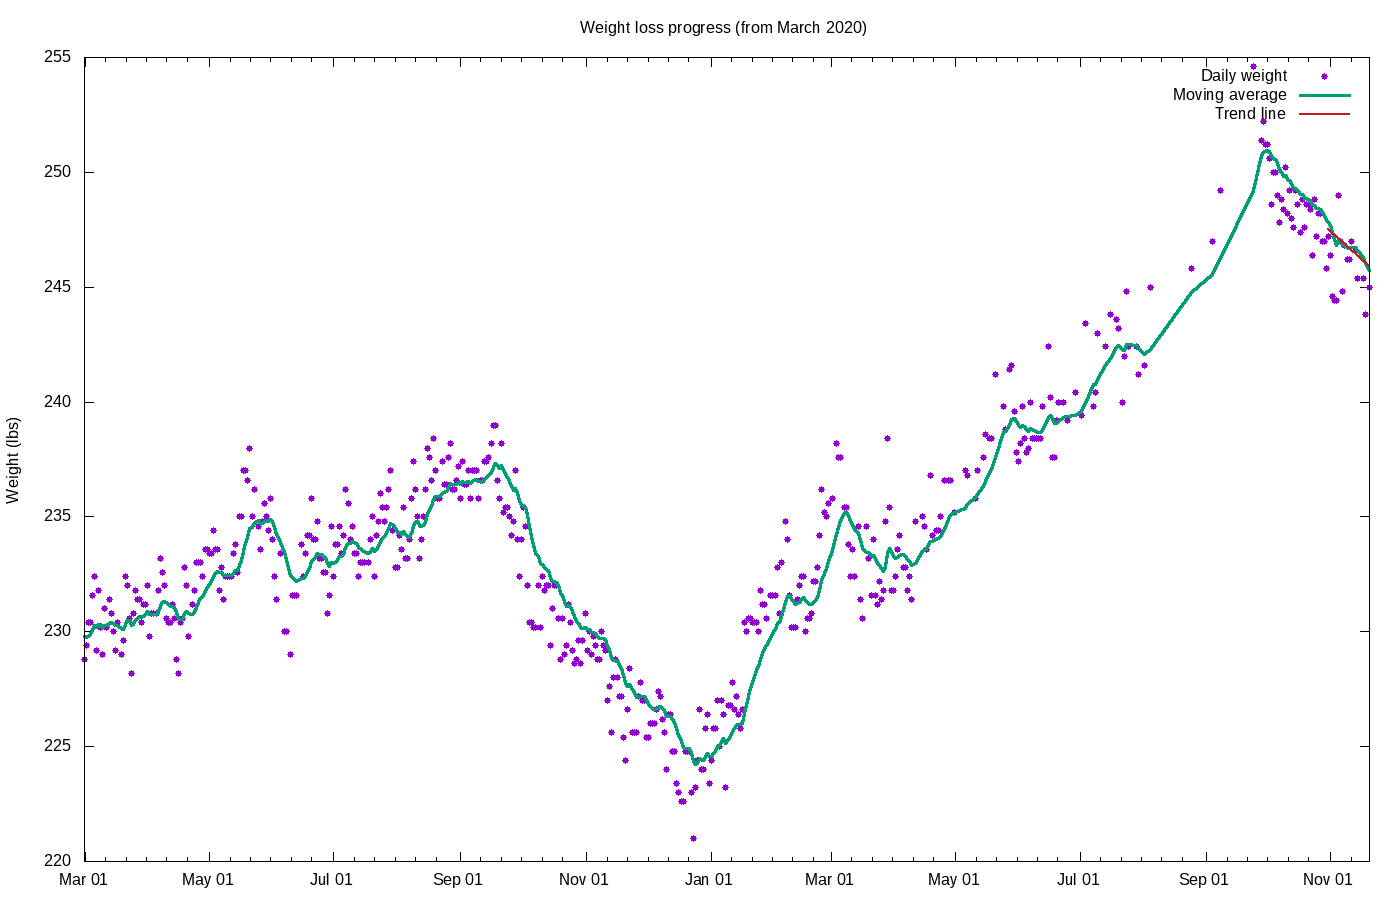 Weight loss progress (from March 2020)
255
Daily weight
Moving average
Trend line
250
245
240
Weight (lbs)
235
230
225
220
Mar 01 May 01 Jul 01 Sep 01 Nov 01 Jan 01 Mar 01 May 01 Jul 01 Sep 01 Nov 01